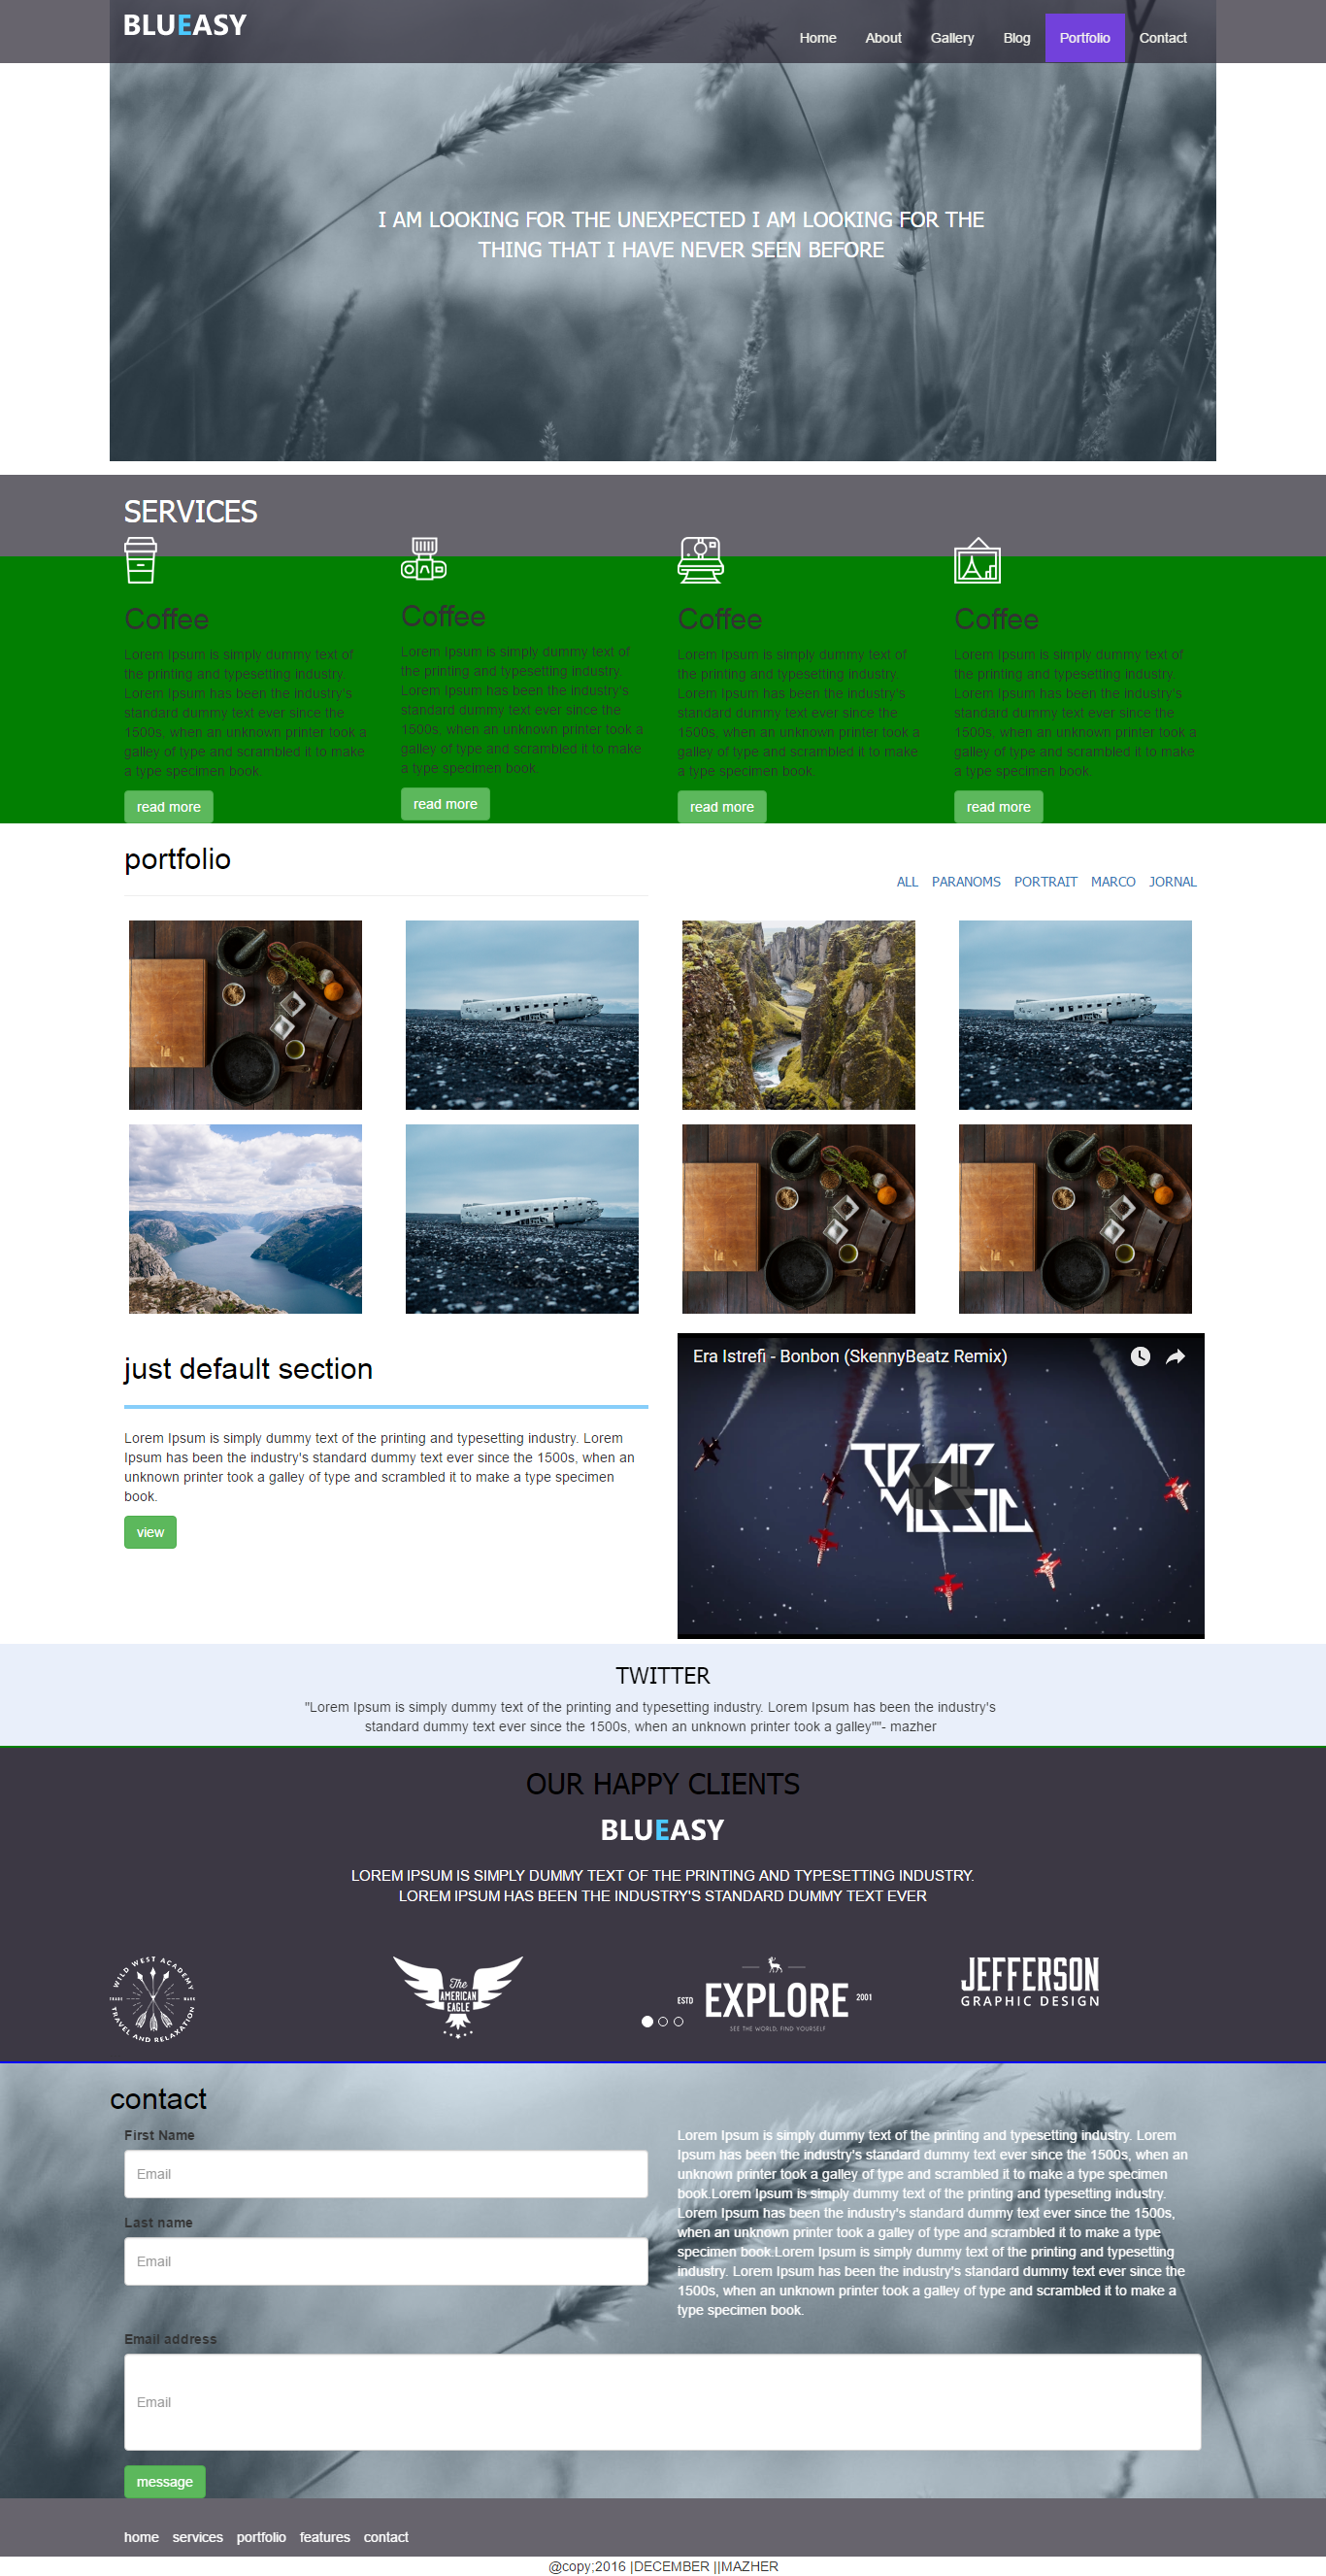 BLUEASY
Home About Gallery Blog Portfolio Contact
I AM LOOKING FOR THE UNEXPECTED I AM LOOKING FOR THE
THING THAT I HAVE NEVER SEEN BEFORE
SERVICES
Coffee
Lorem Ipsum is simply dummy text of
the printing and typesetting industry.
Lorem Ipsum has been the industry's
standard dummy text ever since the
1500s, when an unknown printer took a
galley of type and scrambled it to make
a type specimen book.
read more
Coffee
Lorem Ipsum is simply dummy text of
the printing and typesetting industry.
Lorem Ipsum has been the industry's
standard dummy text ever since the
1500s, when an unknown printer took a
galley of type and scrambled it to make
a type specimen book.
read more
Coffee
Lorem Ipsum is simply dummy text of
the printing and typesetting industry.
Lorem Ipsum has been the industry's
standard dummy text ever since the
1500s, when an unknown printer took a
galley of type and scrambled it to make
a type specimen book.
read more
Coffee
Lorem Ipsum is simply dummy text of
the printing and typesetting industry.
Lorem Ipsum has been the industry's
standard dummy text ever since the
1500s, when an unknown printer took a
galley of type and scrambled it to make
a type specimen book.
read more
portfolio
ALL PARANOMS PORTRAIT MARCO JORNAL
just default section
Lorem Ipsum is simply dummy text of the printing and typesetting industry. Lorem
Ipsum has been the industry's standard dummy text ever since the 1500s, when an
unknown printer took a galley of type and scrambled it to make a type specimen
book.
view
Era Istrefi - Bonbon (SkennyBeatz Remix)
TRAP
MUSIC
TWITTER
"Lorem Ipsum is simply dummy text of the printing and typesetting industry. Lorem Ipsum has been the industry's
standard dummy text ever since the 1500s, when an unknown printer took a galley""- mazher
OUR HAPPY CLIENTS
BLUEASY
LOREM IPSUM IS SIMPLY DUMMY TEXT OF THE PRINTING AND TYPESETTING INDUSTRY.
LOREM IPSUM HAS BEEN THE INDUSTRY'S STANDARD DUMMY TEXT EVER
WILD WEST ACADEMY
TRADE MARK
TRAVEL AND RELAXATION
The
AMERICAN
EAGLE
ESTD EXPLORE 2001
SEE THE WORLD, FIND YOURSELF
JEFFERSON
GRAPHIC DESIGN
contact
First Name
Email
Last name
Email
Lorem Ipsum is simply dummy text of the printing and typesetting industry. Lorem
Ipsum has been the industry's standard dummy text ever since the 1500s, when an
unknown printer took a galley of type and scrambled it to make a type specimen
book.Lorem Ipsum is simply dummy text of the printing and typesetting industry.
Lorem Ipsum has been the industry's standard dummy text ever since the 1500s,
when an unknown printer took a galley of type and scrambled it to make a type
specimen book.Lorem Ipsum is simply dummy text of the printing and typesetting
industry. Lorem Ipsum has been the industry's standard dummy text ever since the
1500s, when an unknown printer took a galley of type and scrambled it to make a
type specimen book.
Email address
Email
message
home services portfolio features contact
@copy;2016 |DECEMBER ||MAZHER